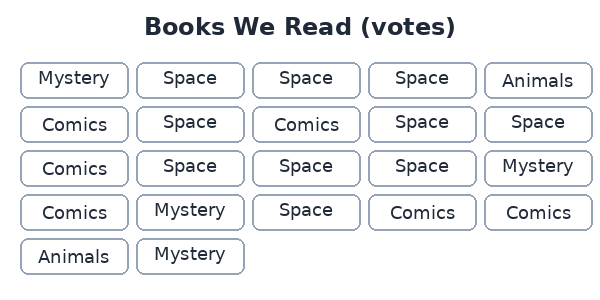 Books We Read (votes)
Mystery Space Space Space Animals
Comics Space Comics Space Space
Comics Space Space Space Mystery
Comics Mystery Space Comics Comics
Animals Mystery